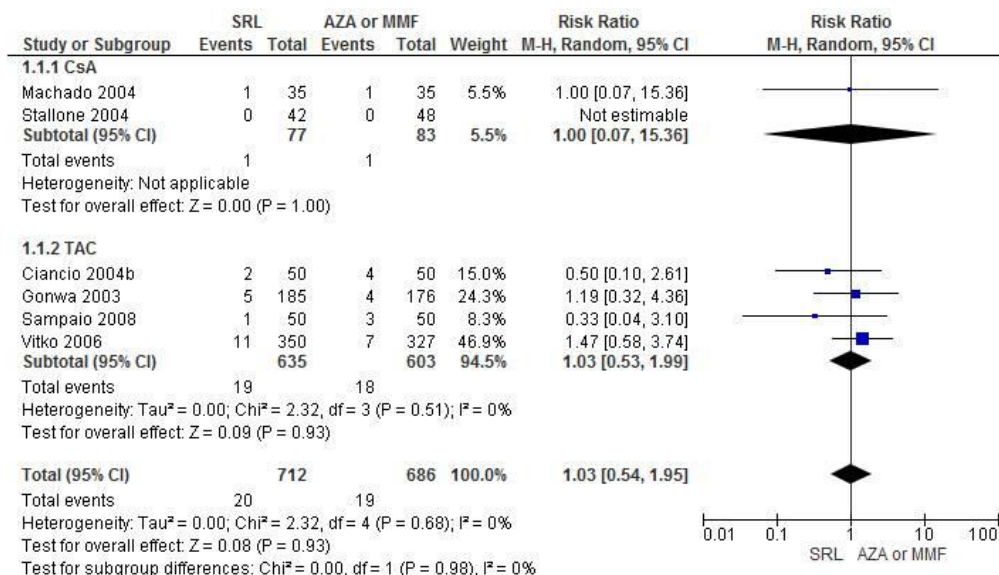 SRL AZA or MMF Risk Ratio Risk Ratio
Study or Subgroup Events Total Events Total Weight M-H, Random, 95% CI M-H, Random, 95% CI
1.1.1 CsA
Machado 2004 1 35 1 35 5.5% 1.00 [0.07, 15.36]
Stallone 2004 0 42 0 48 Not estimable
Subtotal (95% CI) 77 83 5.5% 1.00 [0.07, 15.36]
Total events 1 1
Heterogeneity: Not applicable
Test for overall effect: Z = 0.00 (P = 1.00)
1.1.2 TAC
Ciancio 2004b 2 50 4 50 15.0% 0.50 [0.10, 2.61]
Gonwa 2003 5 185 4 176 24.3% 1.19 [0.32, 4.36]
Sampaio 2008 1 50 3 50 8.3% 0.33 [0.04, 3.10]
Vitko 2006 11 350 7 327 46.9% 1.47 [0.58, 3.74]
Subtotal (95% CI) 635 603 94.5% 1.03 [0.53, 1.99]
Total events 19 18
Heterogeneity: Tau² = 0.00; Chi² = 2.32, df = 3 (P = 0.51); I² = 0%
Test for overall effect: Z = 0.09 (P = 0.93)
Total (95% CI) 712 686 100.0% 1.03 [0.54, 1.95]
Total events 20 19
Heterogeneity: Tau² = 0.00; Chi² = 2.32, df = 4 (P = 0.68); I² = 0%
Test for overall effect: Z = 0.08 (P = 0.93)
Test for subgroup differences: Chi² = 0.00, df = 1 (P = 0.98), I² = 0%
0.01 0.1 1 10 100
SRL AZA or MMF